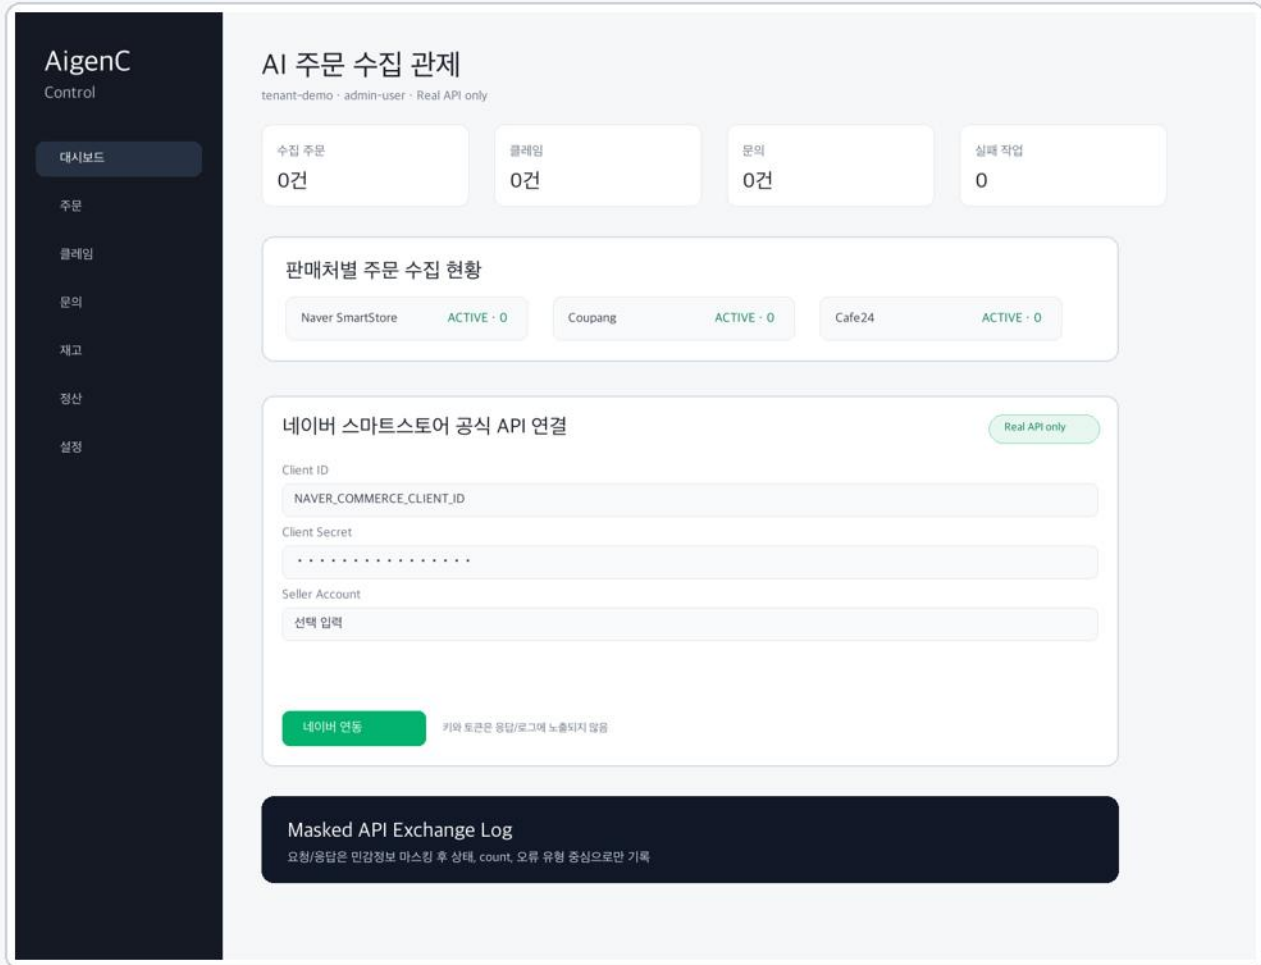 AigenC
Control
대시보드
주문
클레임
문의
재고
정산
설정
AI 주문 수집 관제
tenant-demo · admin-user · Real API only
수집 주문
0건
클레임
0건
문의
0건
실패 작업
0
판매처별 주문 수집 현황
Naver SmartStore ACTIVE · 0
Coupang ACTIVE · 0
Cafe24 ACTIVE · 0
네이버 스마트스토어 공식 API 연결
Real API only
Client ID
NAVER_COMMERCE_CLIENT_ID
Client Secret
• • • • • • • • • • • • • • • •
Seller Account
선택 입력
네이버 연동
키와 토큰은 응답/로그에 노출되지 않음
Masked API Exchange Log
요청/응답은 민감정보 마스킹 후 상태, count, 오류 유형 중심으로만 기록